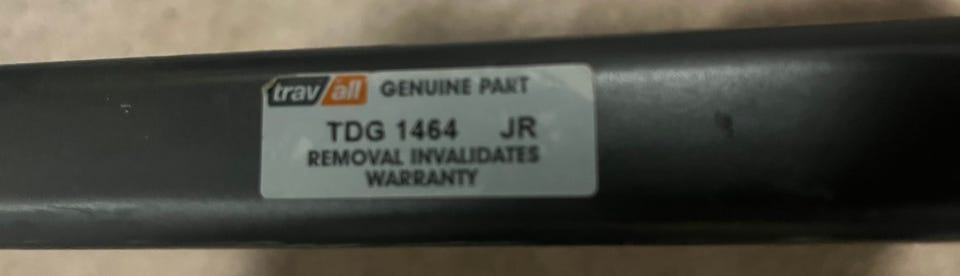 travall GENUINE PART
TDG 1464 JR
REMOVAL INVALIDATES
WARRANTY